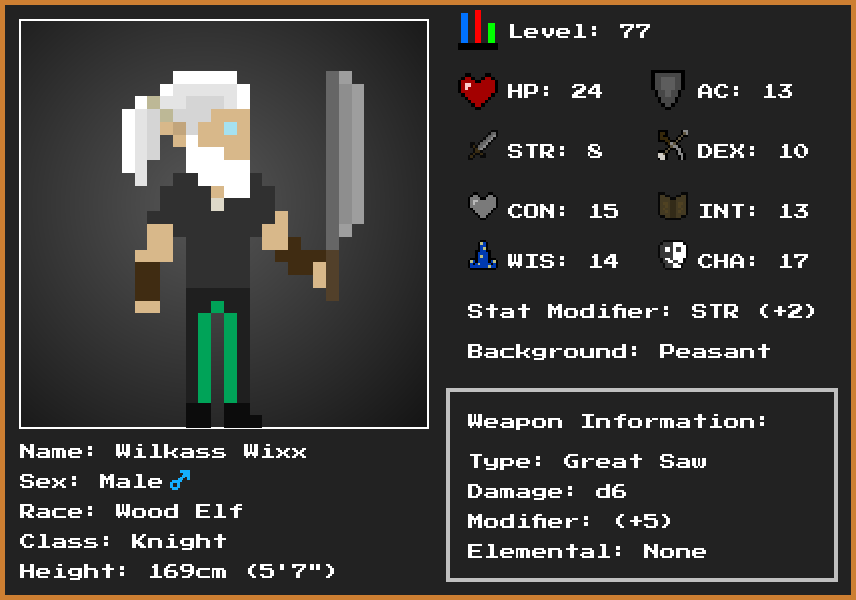 Level: 77
HP: 24
AC: 13
STR: 8
DEX: 10
CON: 15
INT: 13
WIS: 14
CHA: 17
Stat Modifier: STR (+2)
Background: Peasant
Weapon Information:
Type: Great Saw
Damage: d6
Modifier: (+5)
Elemental: None
Name: Wilkass Wixx
Sex: Male ♂
Race: Wood Elf
Class: Knight
Height: 169cm (5'7")